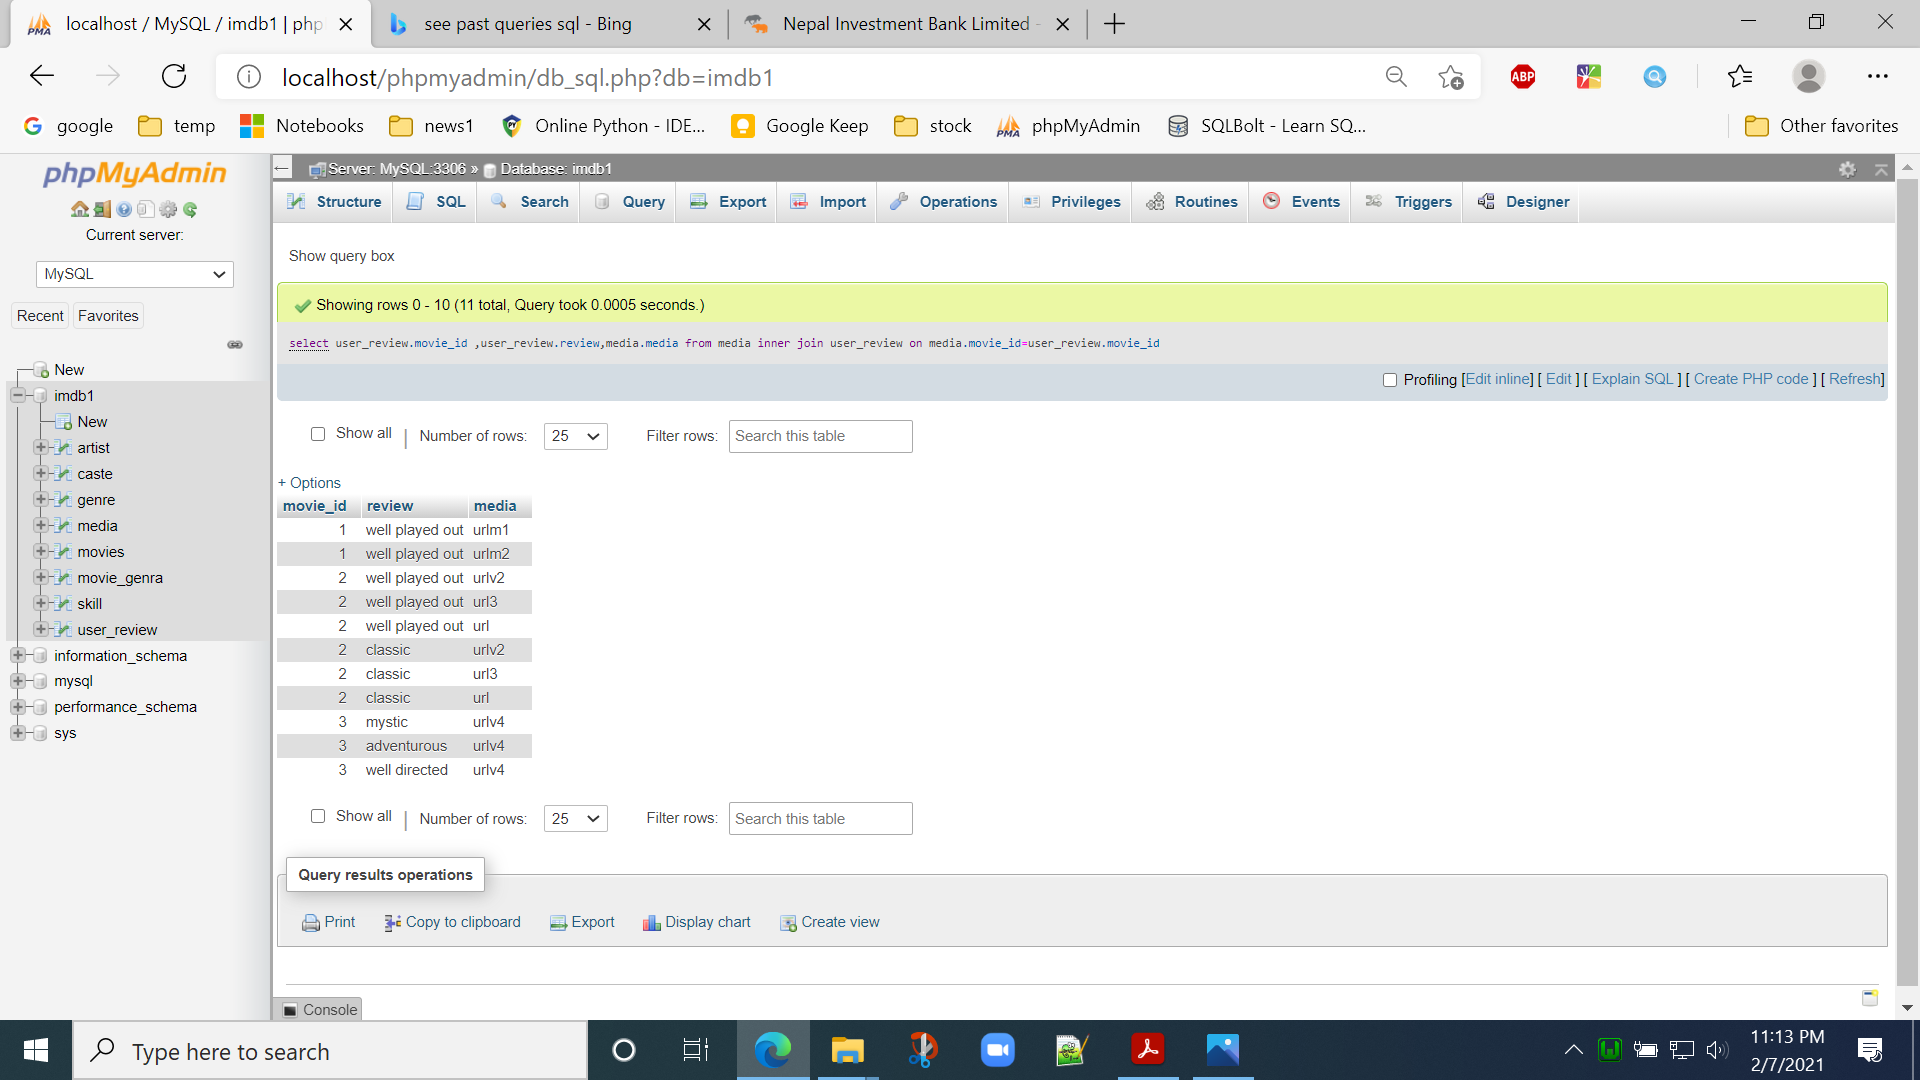 localhost / MySQL / imdb1 | php
see past queries sql - Bing
Nepal Investment Bank Limited -
localhost/phpmyadmin/db_sql.php?db=imdb1
ABP
google temp Notebooks news1 Online Python - IDE... Google Keep stock phpMyAdmin SQLBolt - Learn SQ... Other favorites
phpMyAdmin
Current server:
MySQL
Recent Favorites
New
imdb1
New
artist
caste
genre
media
movies
movie_genra
skill
user_review
information_schema
mysql
performance_schema
sys
Server: MySQL:3306 » Database: imdb1
Structure SQL Search Query Export Import Operations Privileges Routines Events Triggers Designer
Show query box
Showing rows 0 - 10 (11 total, Query took 0.0005 seconds.)
select user_review.movie_id ,user_review.review,media.media from media inner join user_review on media.movie_id=user_review.movie_id
Profiling [Edit inline] [ Edit ] [ Explain SQL ] [ Create PHP code ] [ Refresh]
Show all | Number of rows: 25 Filter rows: Search this table
+ Options
movie_id review media
1 well played out urlm1
1 well played out urlm2
2 well played out urlv2
2 well played out url3
2 well played out url
2 classic urlv2
2 classic url3
2 classic url
3 mystic urlv4
3 adventurous urlv4
3 well directed urlv4
Show all | Number of rows: 25 Filter rows: Search this table
Query results operations
Print Copy to clipboard Export Display chart Create view
Console
Type here to search
11:13 PM
2/7/2021